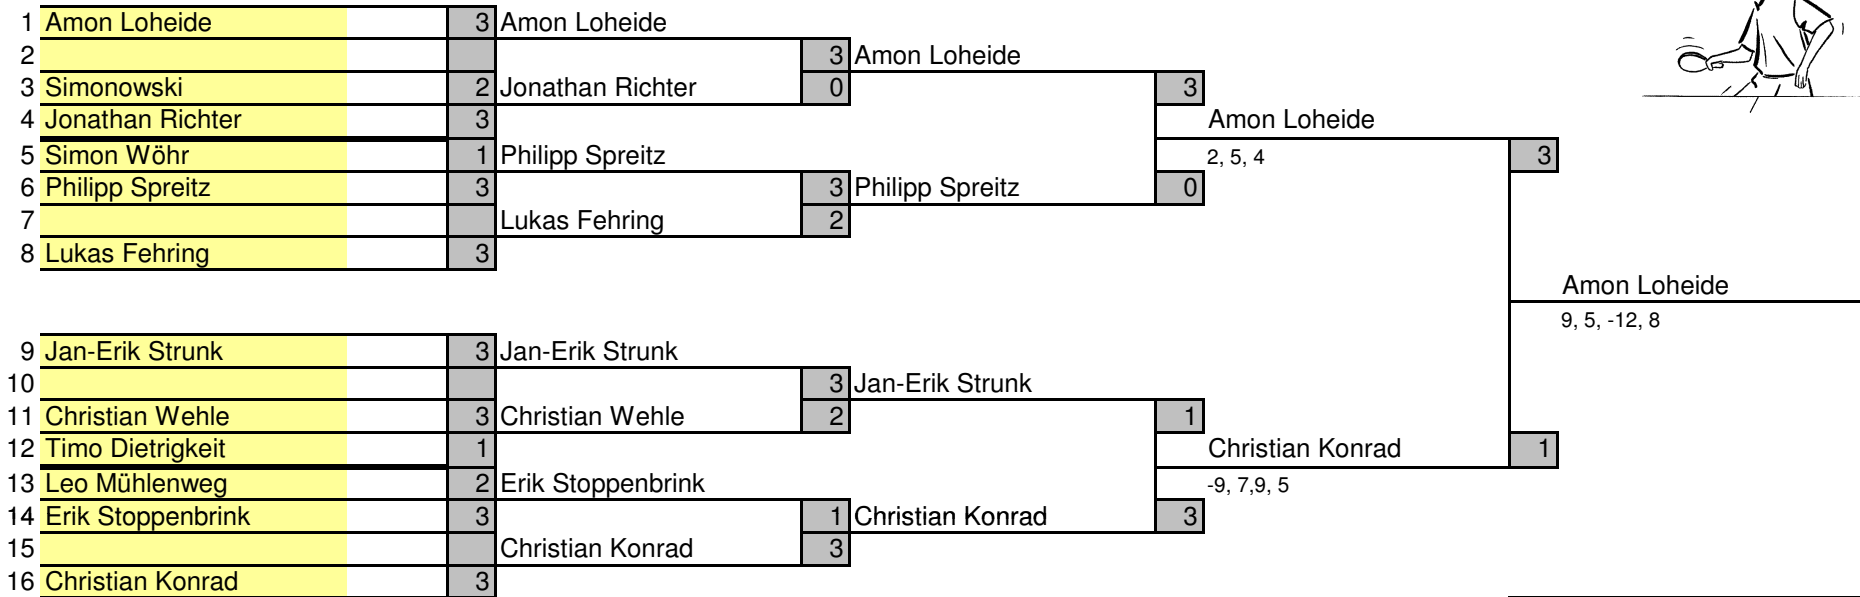 1 Amon Loheide 3 Amon Loheide
2 3 Amon Loheide
3 Simonowski 2 Jonathan Richter 0 3
4 Jonathan Richter 3 Amon Loheide
5 Simon Wöhr 1 Philipp Spreitz 2, 5, 4 3
6 Philipp Spreitz 3 3 Philipp Spreitz 0
7 Lukas Fehring 2
8 Lukas Fehring 3
Amon Loheide
9, 5, -12, 8
9 Jan-Erik Strunk 3 Jan-Erik Strunk
10 3 Jan-Erik Strunk
11 Christian Wehle 3 Christian Wehle 2 1
12 Timo Dietrigkeit 1 Christian Konrad 1
13 Leo Mühlenweg 2 Erik Stoppenbrink -9, 7,9, 5
14 Erik Stoppenbrink 3 1 Christian Konrad 3
15 Christian Konrad 3
16 Christian Konrad 3